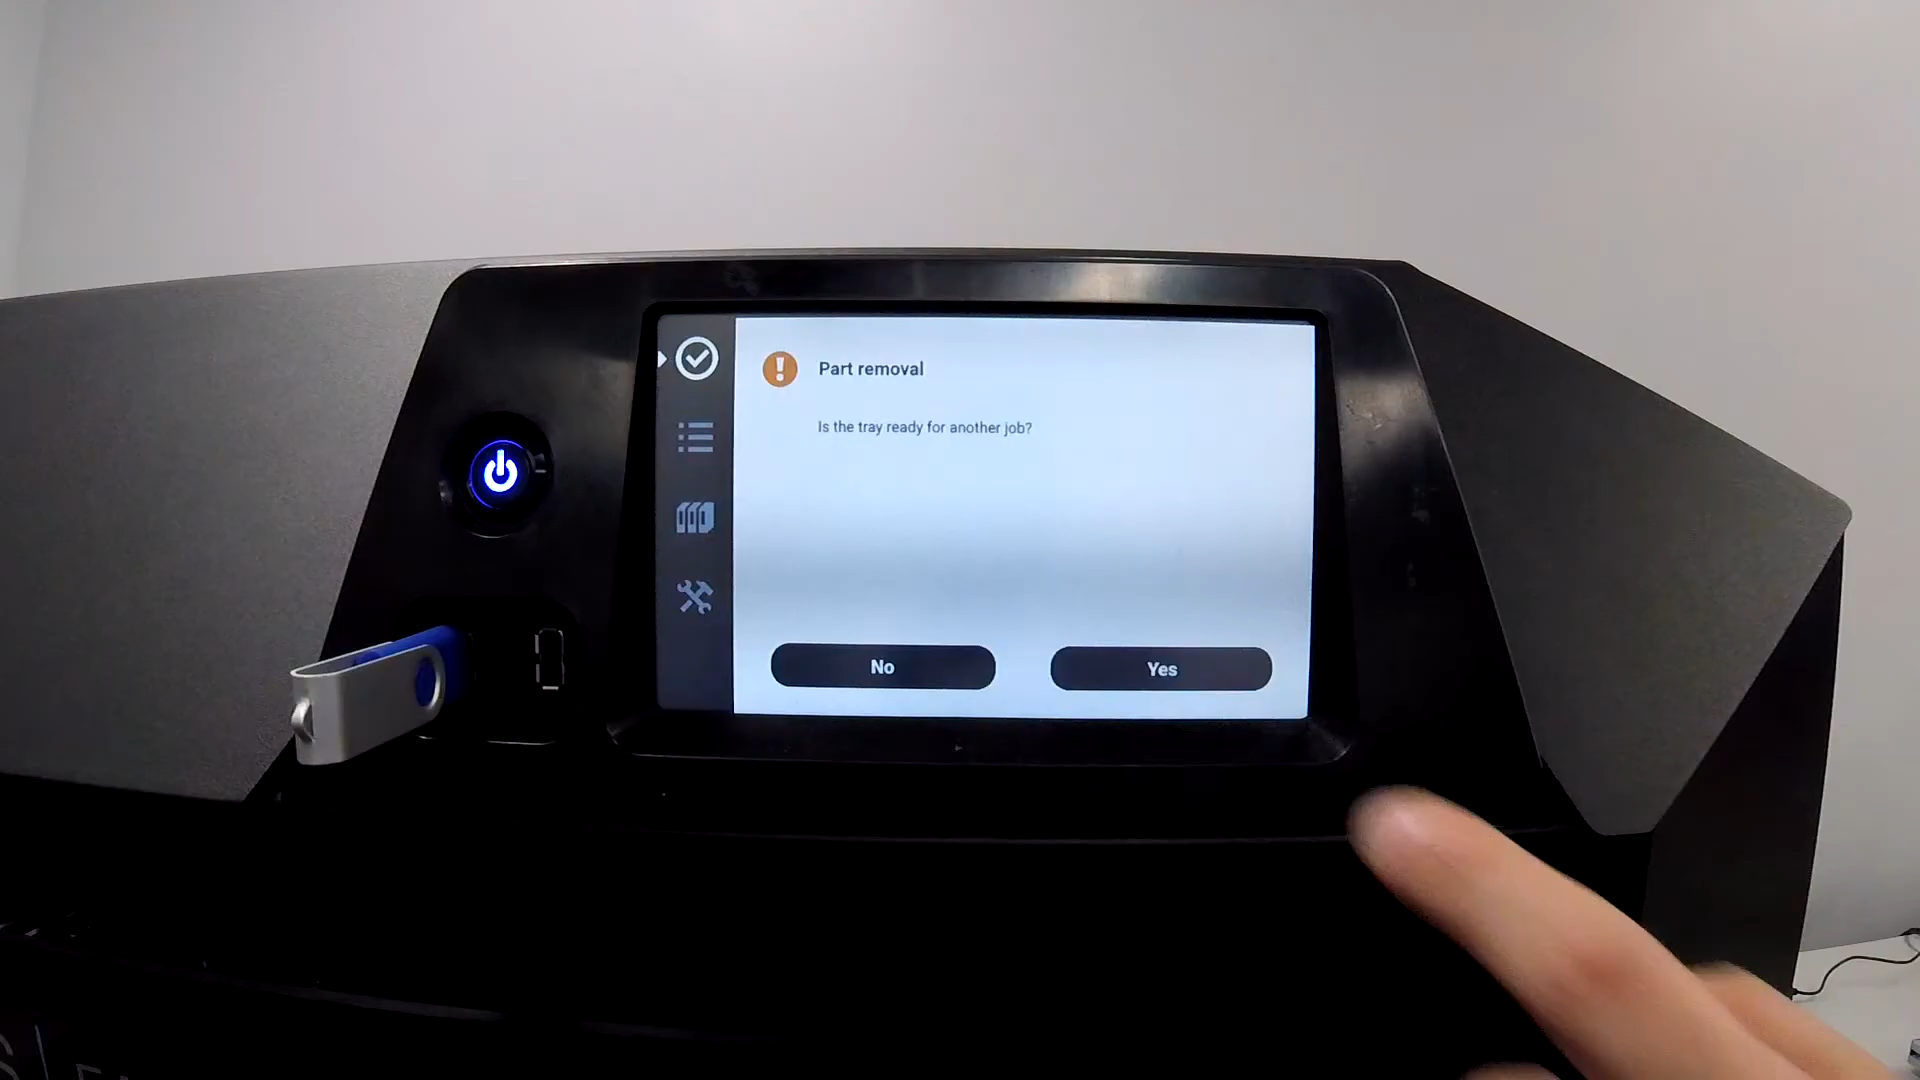 Part removal
Is the tray ready for another job?
No
Yes